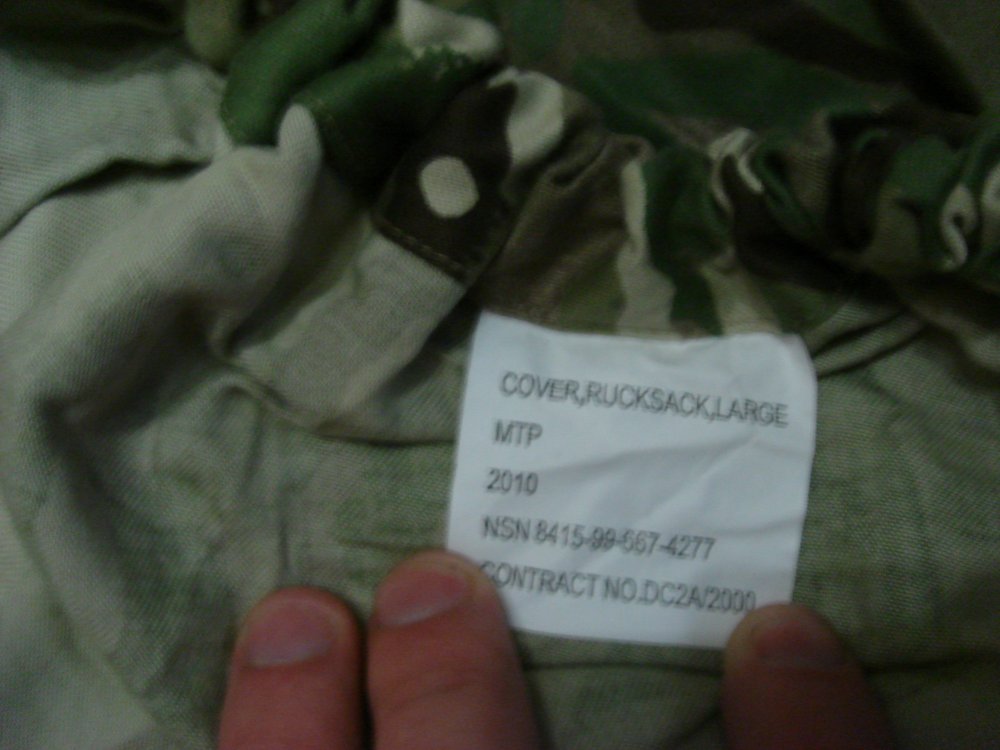 COVER,RUCKSACK,LARGE
MTP
2010
NSN 8415-99-667-4277
CONTRACT NO.DC2A/2000